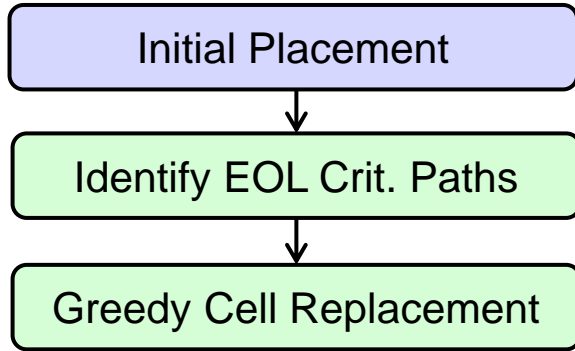 Initial Placement
Identify EOL Crit. Paths
Greedy Cell Replacement